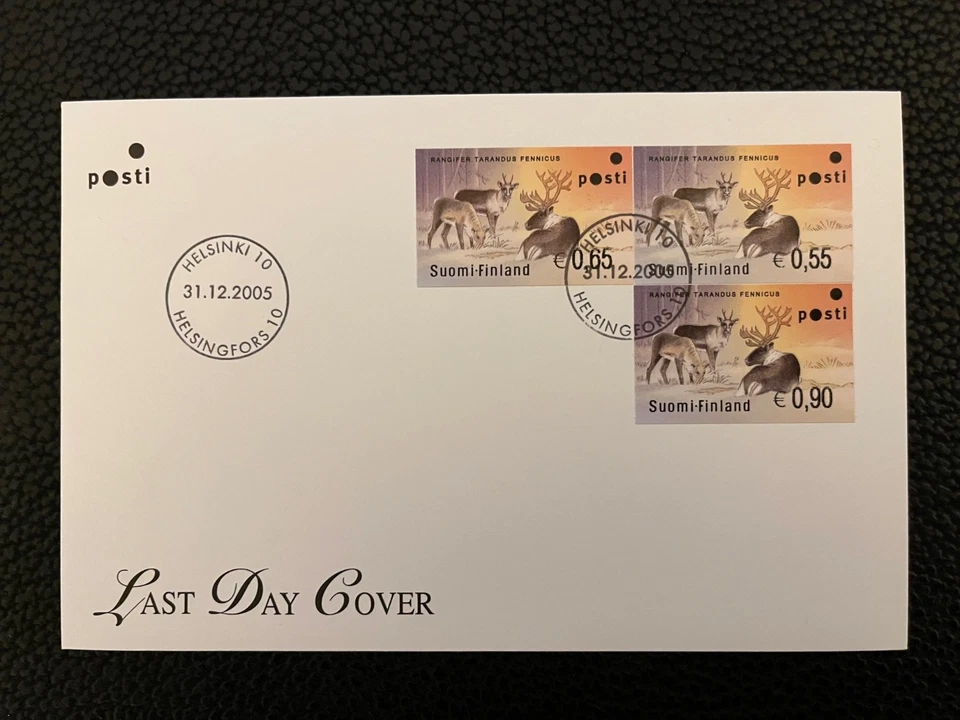 posti
HELSINKI 10
31.12.2005
HELSINGFORS 10
RANGIFER TARANDUS FENNICUS
posti
€ 0,65
Suomi·Finland
RANGIFER TARANDUS FENNICUS
posti
€ 0,55
Suomi·Finland
HELSINKI 10
31.12.2005
HELSINGFORS 10
RANGIFER TARANDUS FENNICUS
posti
€ 0,90
Suomi·Finland
LAST DAY COVER